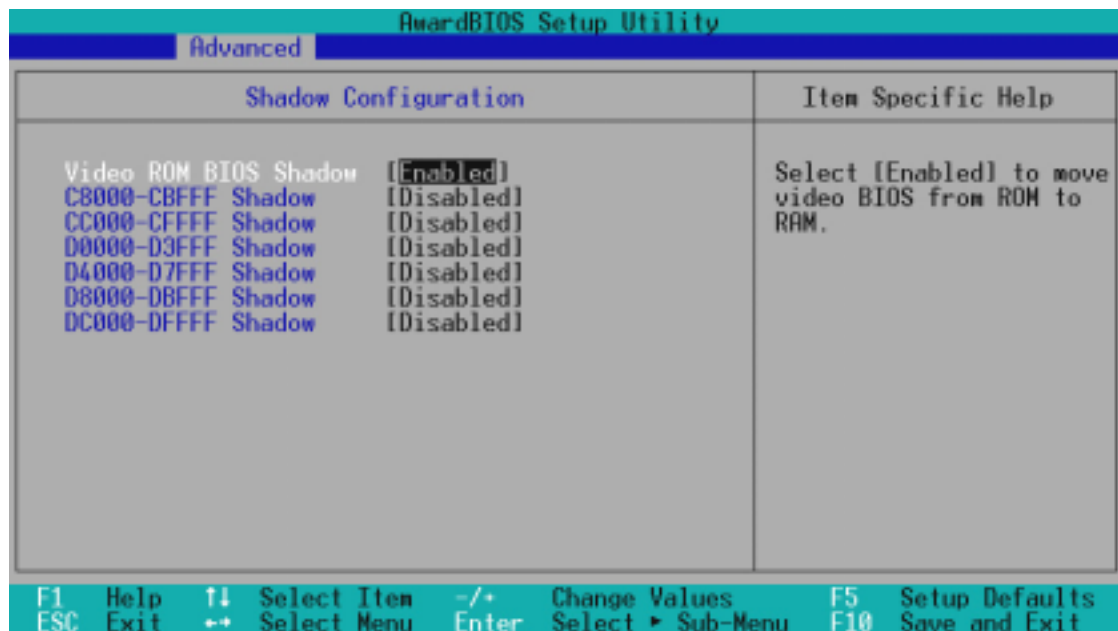 AwardBIOS Setup Utility
Advanced
Shadow Configuration
Item Specific Help
Video ROM BIOS Shadow [Enabled]
C8000-CBFFF Shadow [Disabled]
CC000-CFFFF Shadow [Disabled]
D0000-D3FFF Shadow [Disabled]
D4000-D7FFF Shadow [Disabled]
D8000-DBFFF Shadow [Disabled]
DC000-DFFFF Shadow [Disabled]
Select [Enabled] to move
video BIOS from ROM to
RAM.
F1 Help ↑↓ Select Item -/+ Change Values F5 Setup Defaults
ESC Exit ←→ Select Menu Enter Select ► Sub-Menu F10 Save and Exit